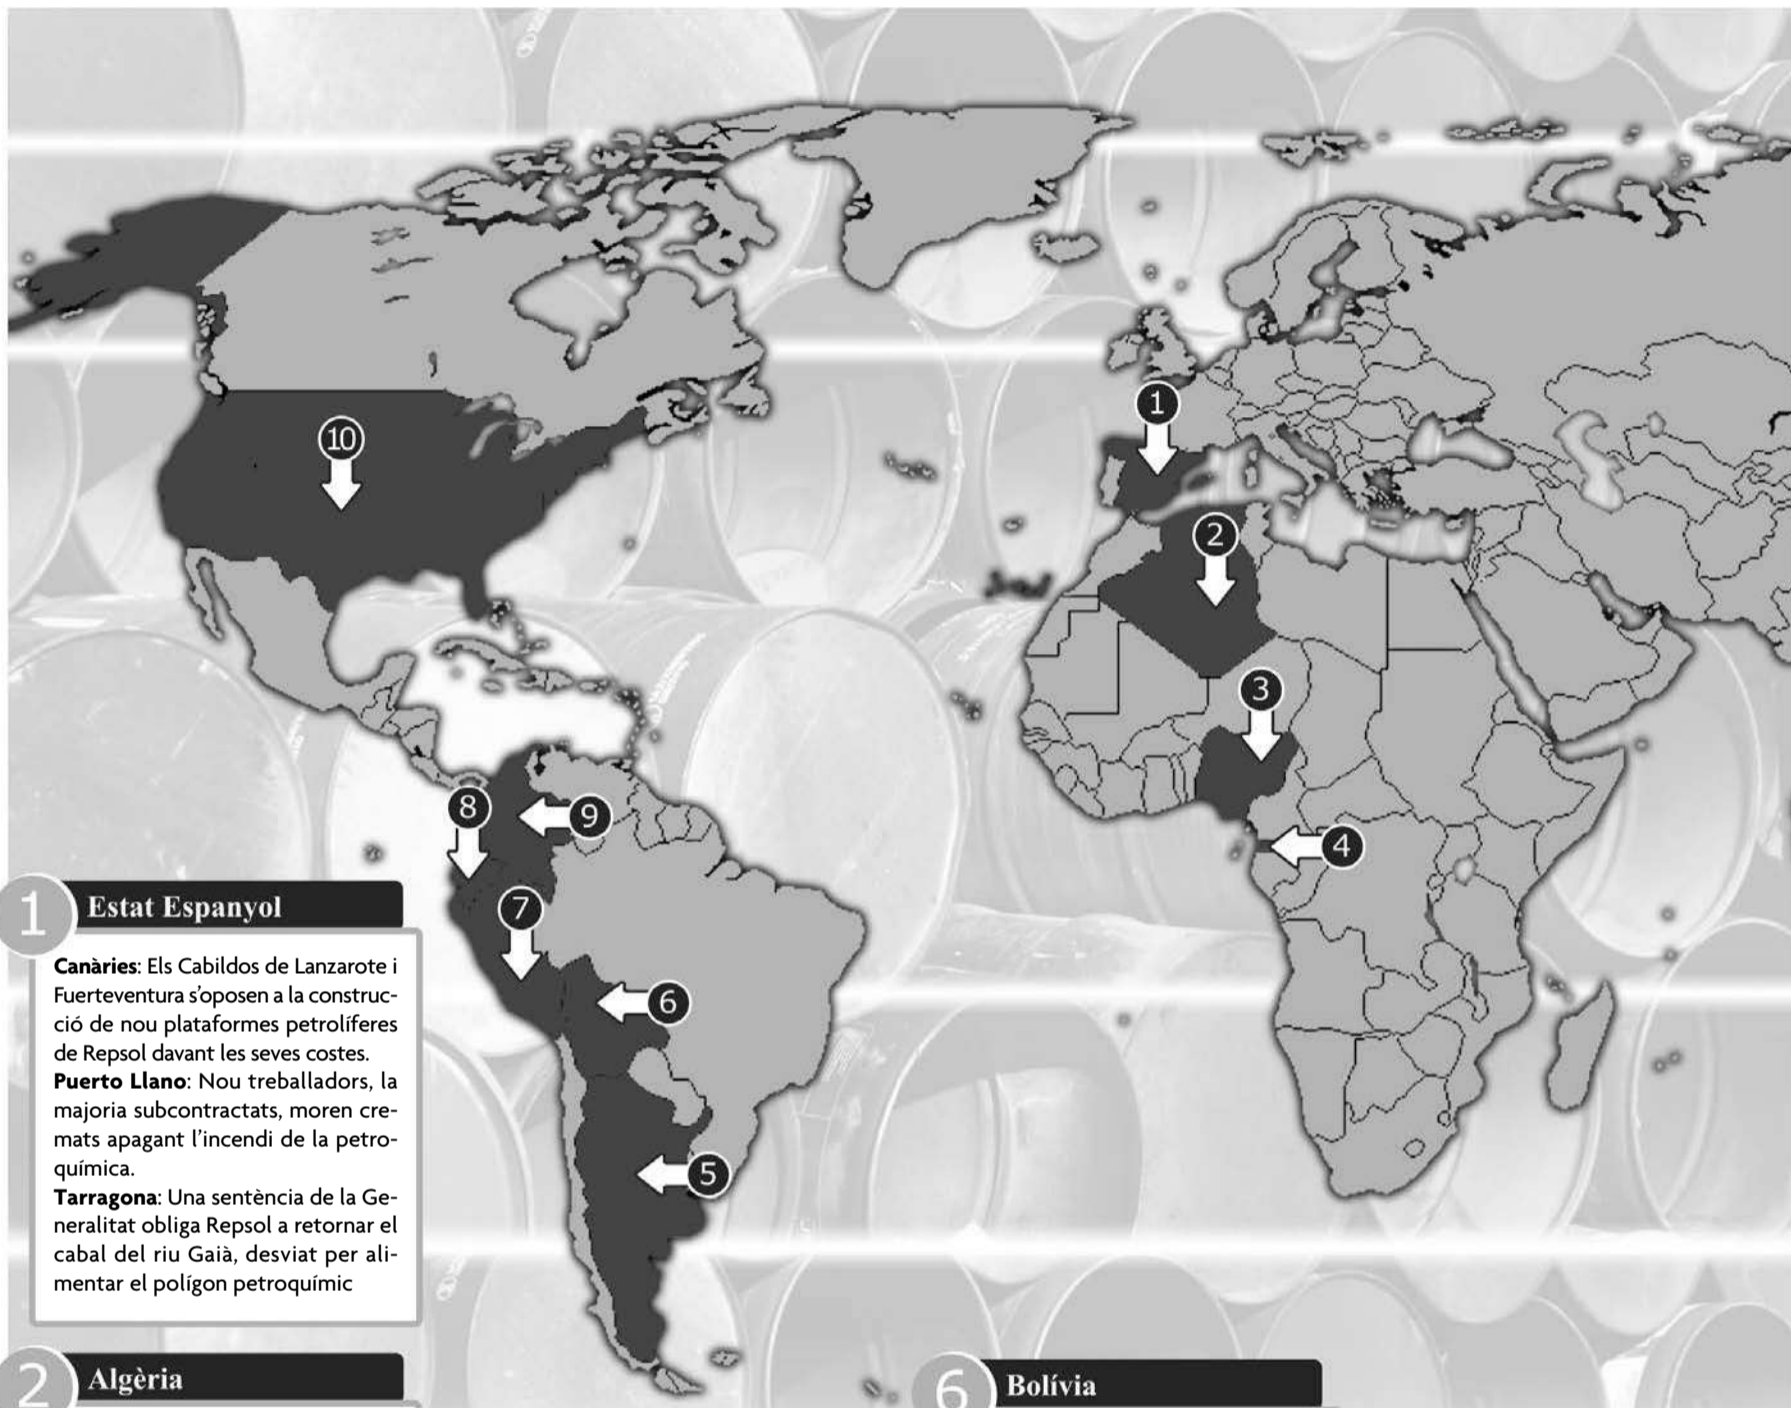 10
1
2
3
4
8
9
7
6
5
1 Estat Espanyol
Canàries: Els Cabildos de Lanzarote i
Fuerteventura s'oposen a la construc-
ció de nou plataformes petrolíferes
de Repsol davant les seves costes.
Puerto Llano: Nou treballadors, la
majoria subcontractats, moren cre-
mats apagant l'incendi de la petro-
química.
Tarragona: Una sentència de la Ge-
neralitat obliga Repsol a retornar el
cabal del riu Gaià, desviat per ali-
mentar el polígon petroquímic
2 Algèria
6 Bolívia